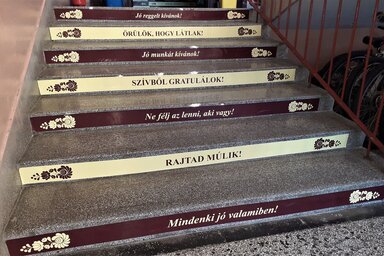 Jó reggelt kívánok!
ÖRÜLÖK, HOGY LÁTLAK!
Jó munkát kívánok!
SZÍVBŐL GRATULÁLOK!
Ne félj az lenni, aki vagy!
RAJTAD MÚLIK!
Mindenki jó valamiben!